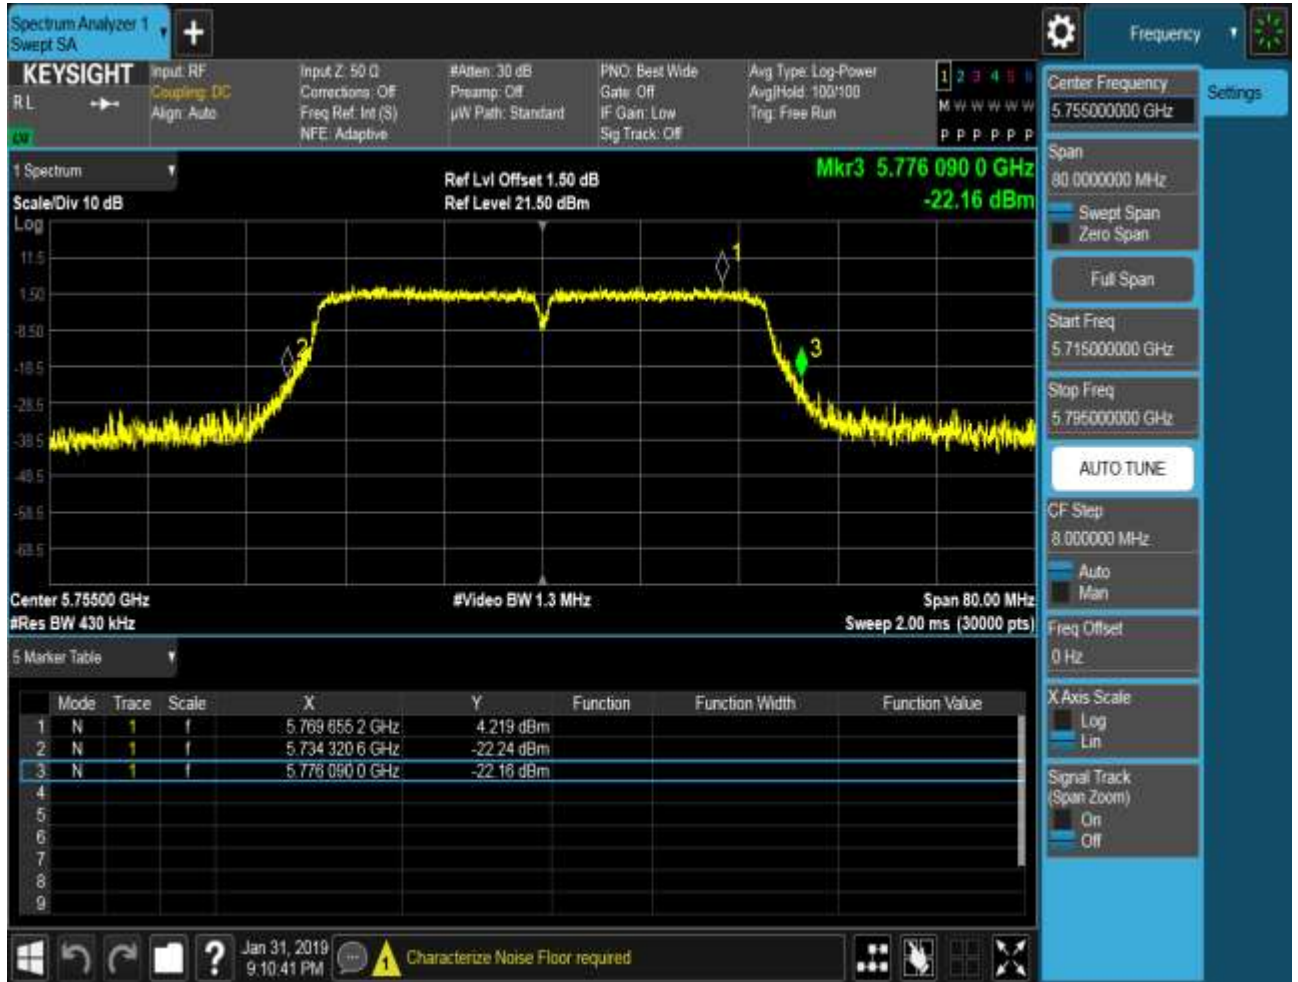 Spectrum Analyzer 1
Swept SA
Frequency
KEYSIGHT
RL
Input: RF
Coupling: DC
Align: Auto
Input Z: 50 Ω
Corrections: Off
Freq Ref: Int (S)
NFE: Adaptive
#Atten: 30 dB
Preamp: Off
µW Path: Standard
PNO: Best Wide
Gate: Off
IF Gain: Low
Sig Track: Off
Avg Type: Log-Power
Avg|Hold: 100/100
Trig: Free Run
1 2 3 4 5 6
M W W W W W
P P P P P P
1 Spectrum
Scale/Div 10 dB
Log
Ref Lvl Offset 1.50 dB
Ref Level 21.50 dBm
Mkr3 5.776 090 0 GHz
-22.16 dBm
11.5
1.50
-8.50
-18.5
-28.5
-38.5
-48.5
-58.5
-68.5
1
2
3
Center 5.75500 GHz
#Res BW 430 kHz
#Video BW 1.3 MHz
Span 80.00 MHz
Sweep 2.00 ms (30000 pts)
5 Marker Table
Mode Trace Scale X Y Function Function Width Function Value
1 N 1 f 5.769 655 2 GHz 4.219 dBm
2 N 1 f 5.734 320 6 GHz -22.24 dBm
3 N 1 f 5.776 090 0 GHz -22.16 dBm
4
5
6
7
8
9
Center Frequency
5.755000000 GHz
Settings
Span
80.0000000 MHz
Swept Span
Zero Span
Full Span
Start Freq
5.715000000 GHz
Stop Freq
5.795000000 GHz
AUTO TUNE
CF Step
8.000000 MHz
Auto
Man
Freq Offset
0 Hz
X Axis Scale
Log
Lin
Signal Track
(Span Zoom)
On
Off
?
Jan 31, 2019
9:10:41 PM
1
Characterize Noise Floor required